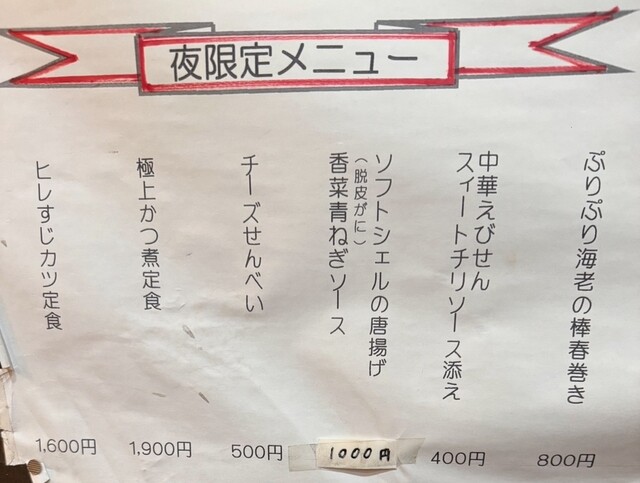 夜限定メニュー
ぷりぷり海老の棒春巻き
800円
中華えびせん
スィートチリソース添え
400円
ソフトシェルの唐揚げ
（脱皮がに）
香菜青ねぎソース
1000円
チーズせんべい
500円
極上かつ煮定食
1,900円
ヒレすじカツ定食
1,600円